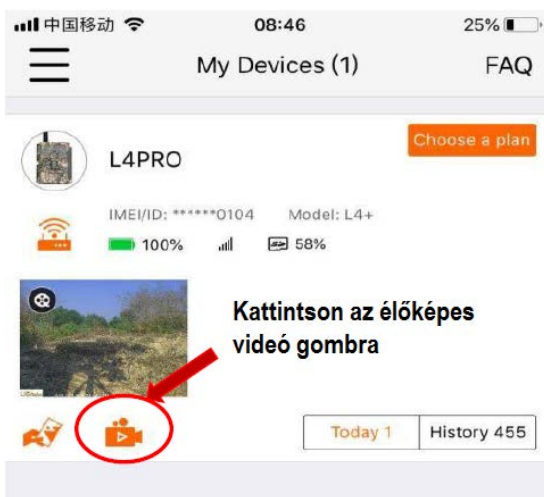 中国移动 08:46 25%
My Devices (1) FAQ
Choose a plan
L4PRO
IMEI/ID: ******0104 Model: L4+
100% 58%
Kattintson az élőképes
videó gombra
Today 1 History 455